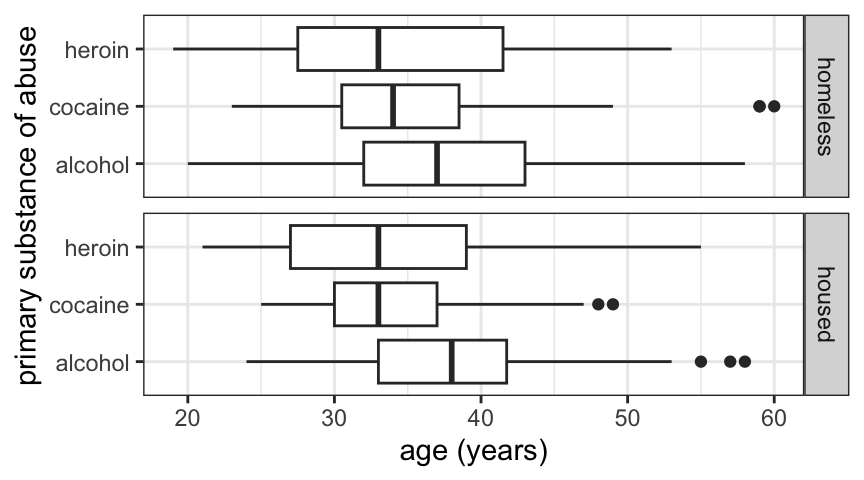 primary substance of abuse
heroin
cocaine
alcohol
homeless
heroin
cocaine
alcohol
housed
20 30 40 50 60
age (years)